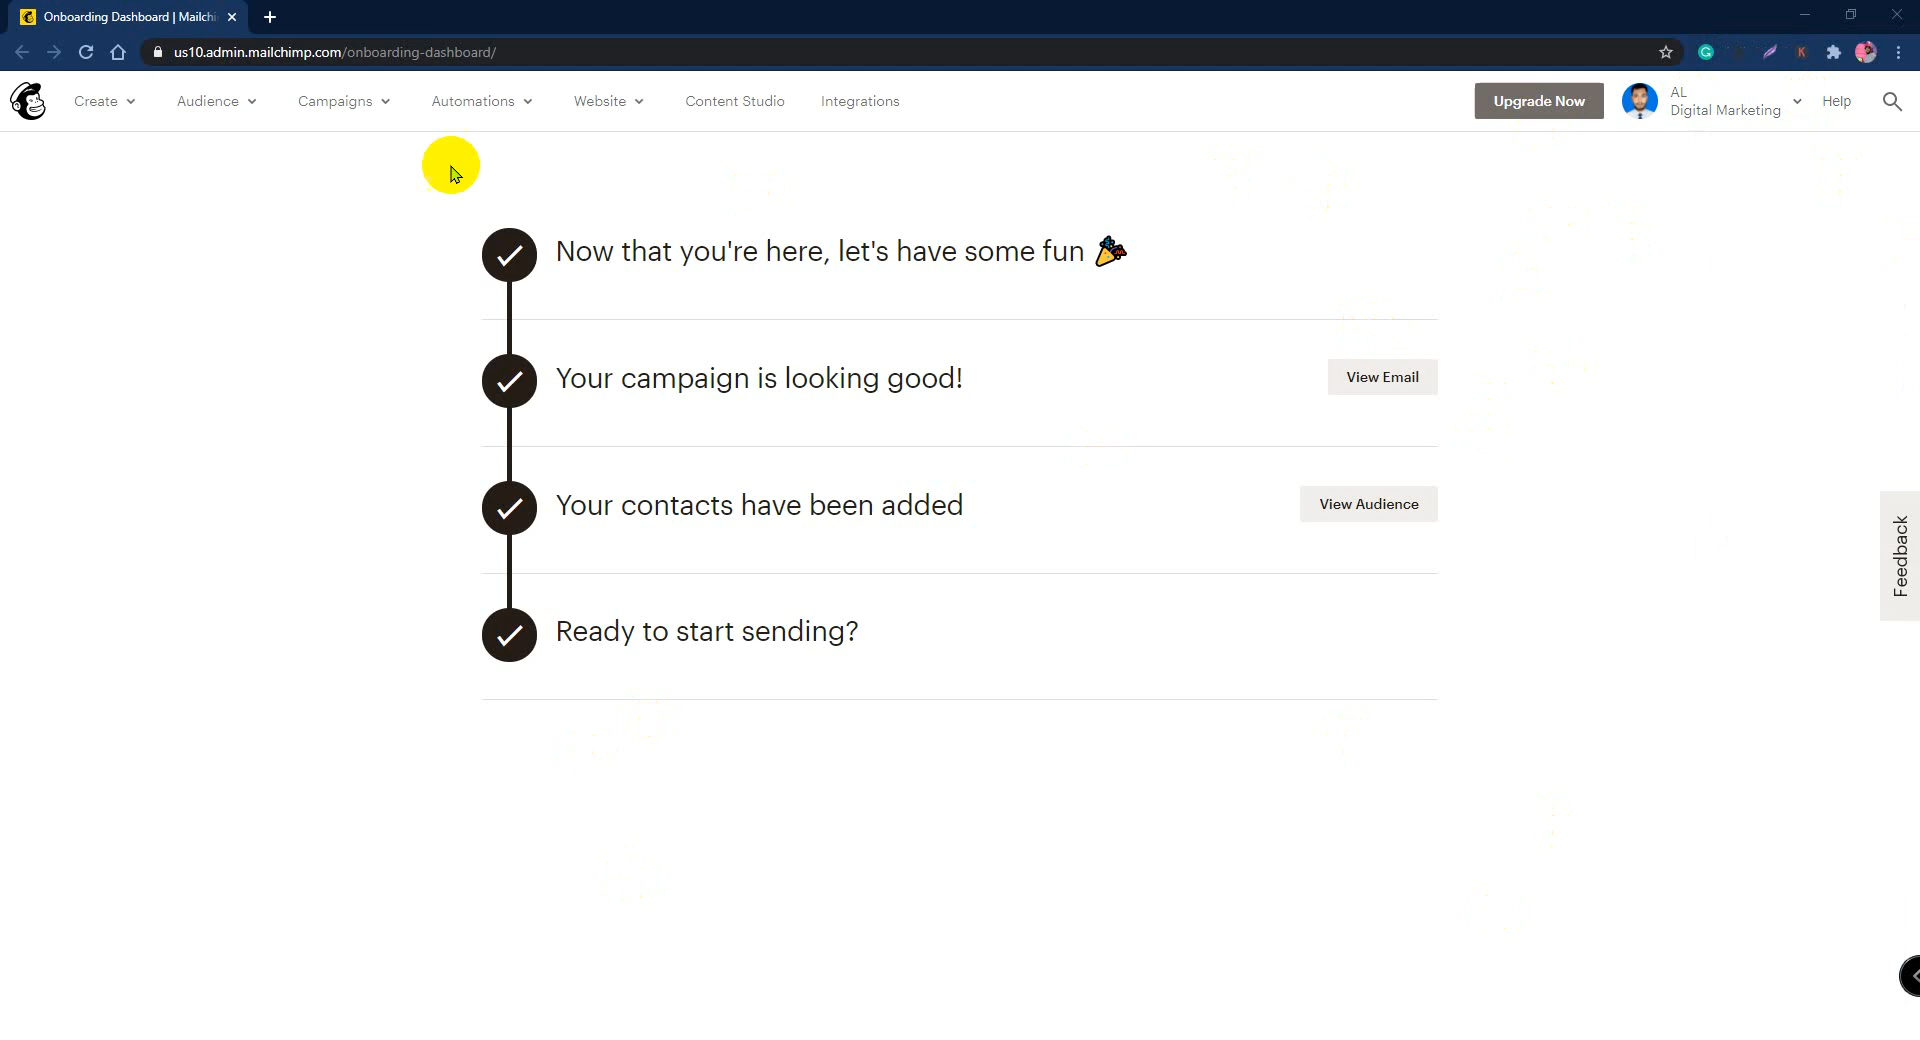 Onboarding Dashboard | Mailchi
us10.admin.mailchimp.com/onboarding-dashboard/
Create
Audience
Campaigns
Automations
Website
Content Studio
Integrations
Upgrade Now
AL
Digital Marketing
Help
Now that you're here, let's have some fun
Your campaign is looking good!
View Email
Your contacts have been added
View Audience
Ready to start sending?
Feedback